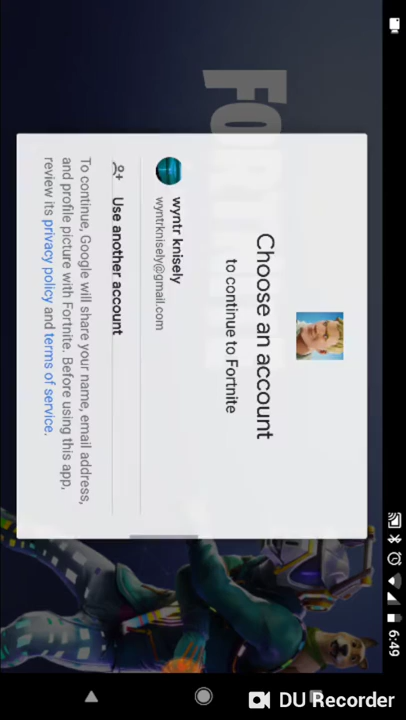 6:49
FORTNITE
Choose an account
to continue to Fortnite
wyntr knisely
wyntrknisely@gmail.com
Use another account
To continue, Google will share your name, email address,
and profile picture with Fortnite. Before using this app,
review its privacy policy and terms of service.
DU Recorder